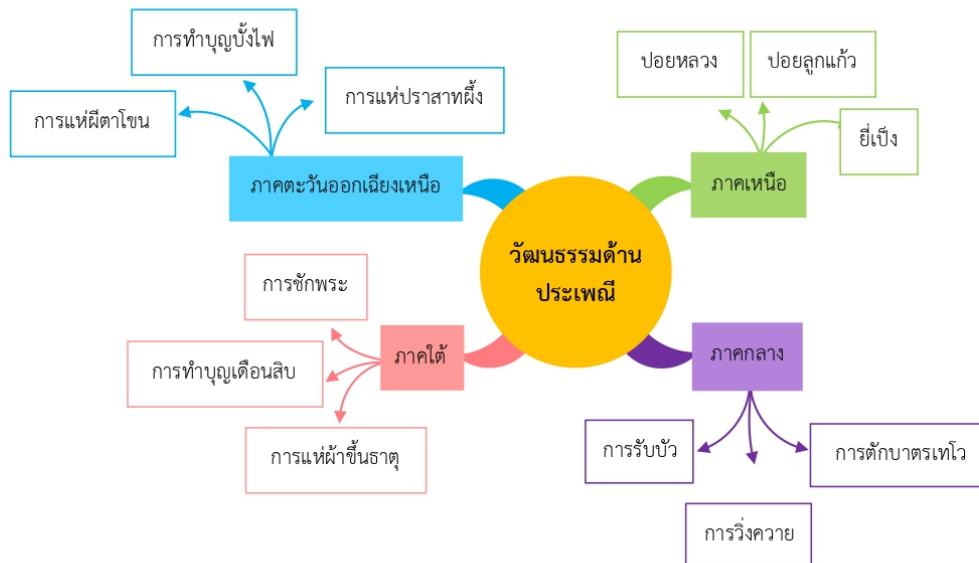 การทำบุญบั้งไฟ
การแห่ปราสาทผึ้ง
การแห่ผีตาโขน
ภาคตะวันออกเฉียงเหนือ
ปอยหลวง
ปอยลูกแก้ว
ยี่เป็ง
ภาคเหนือ
วัฒนธรรมด้าน
ประเพณี
การชักพระ
ภาคใต้
การทำบุญเดือนสิบ
การแห่ผ้าขึ้นธาตุ
ภาคกลาง
การรับบัว
การตักบาตรเทโว
การวิ่งควาย